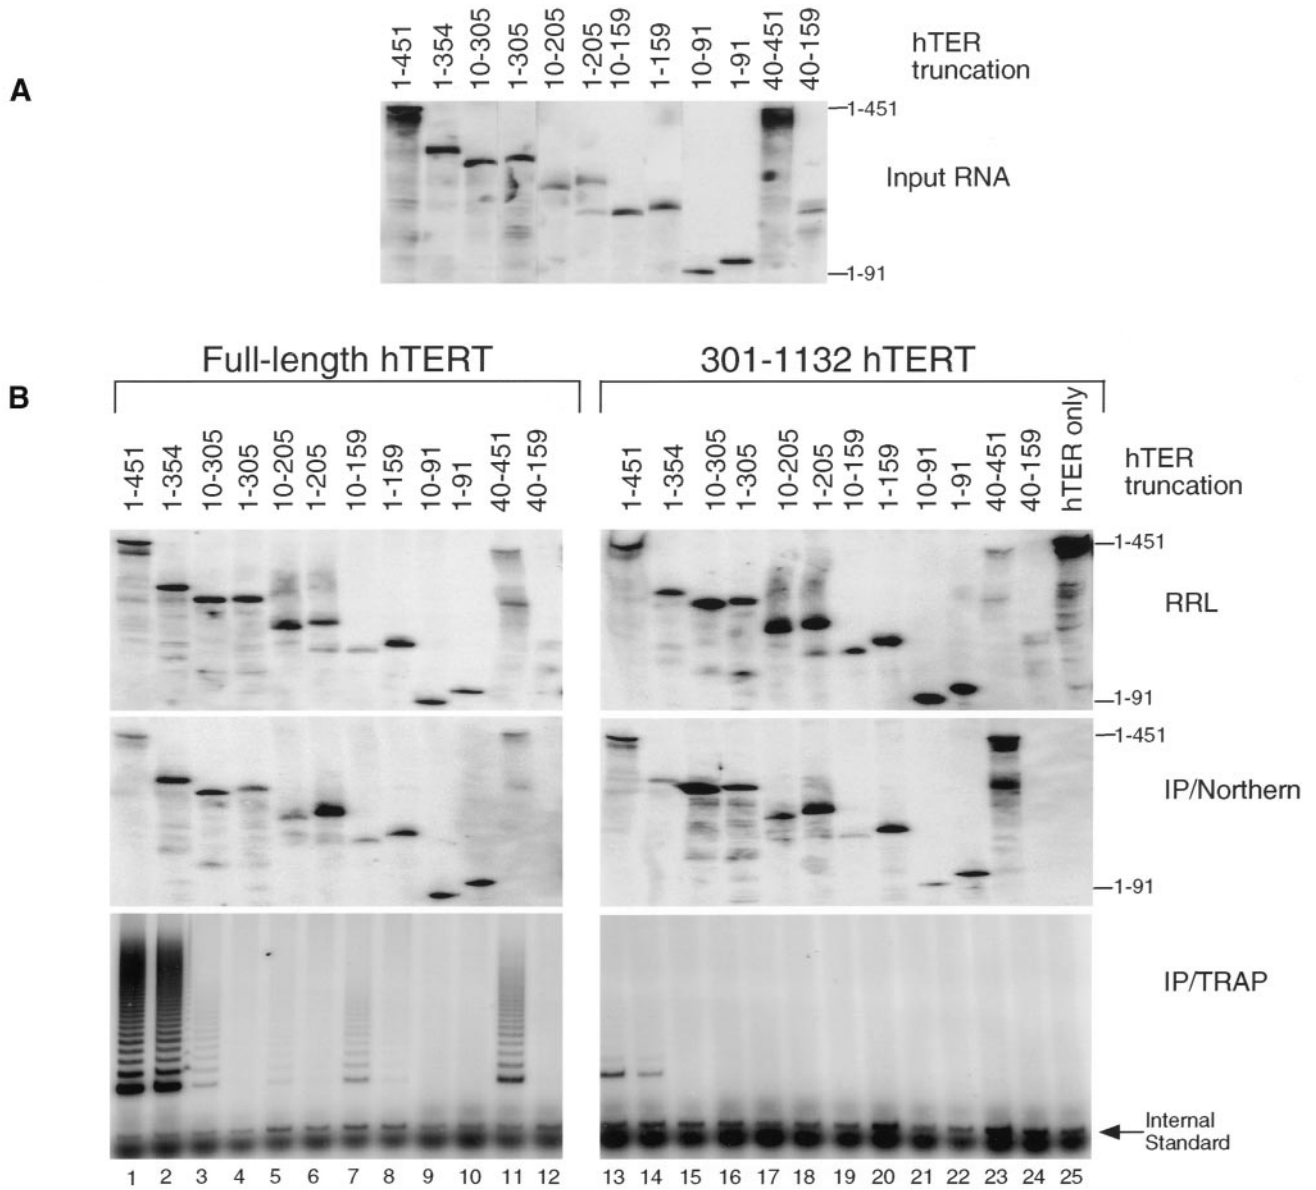 A
1-451 1-354 10-305 1-305 10-205 1-205 10-159 1-159 10-91 1-91 40-451 40-159
hTER
truncation
1-451
Input RNA
1-91
B
Full-length hTERT 301-1132 hTERT
1-451 1-354 10-305 1-305 10-205 1-205 10-159 1-159 10-91 1-91 40-451 40-159 1-451 1-354 10-305 1-305 10-205 1-205 10-159 1-159 10-91 1-91 40-451 40-159 hTER only
hTER
truncation
1-451
RRL
1-91
1-451
IP/Northern
1-91
IP/TRAP
Internal
Standard
1 2 3 4 5 6 7 8 9 10 11 12 13 14 15 16 17 18 19 20 21 22 23 24 25